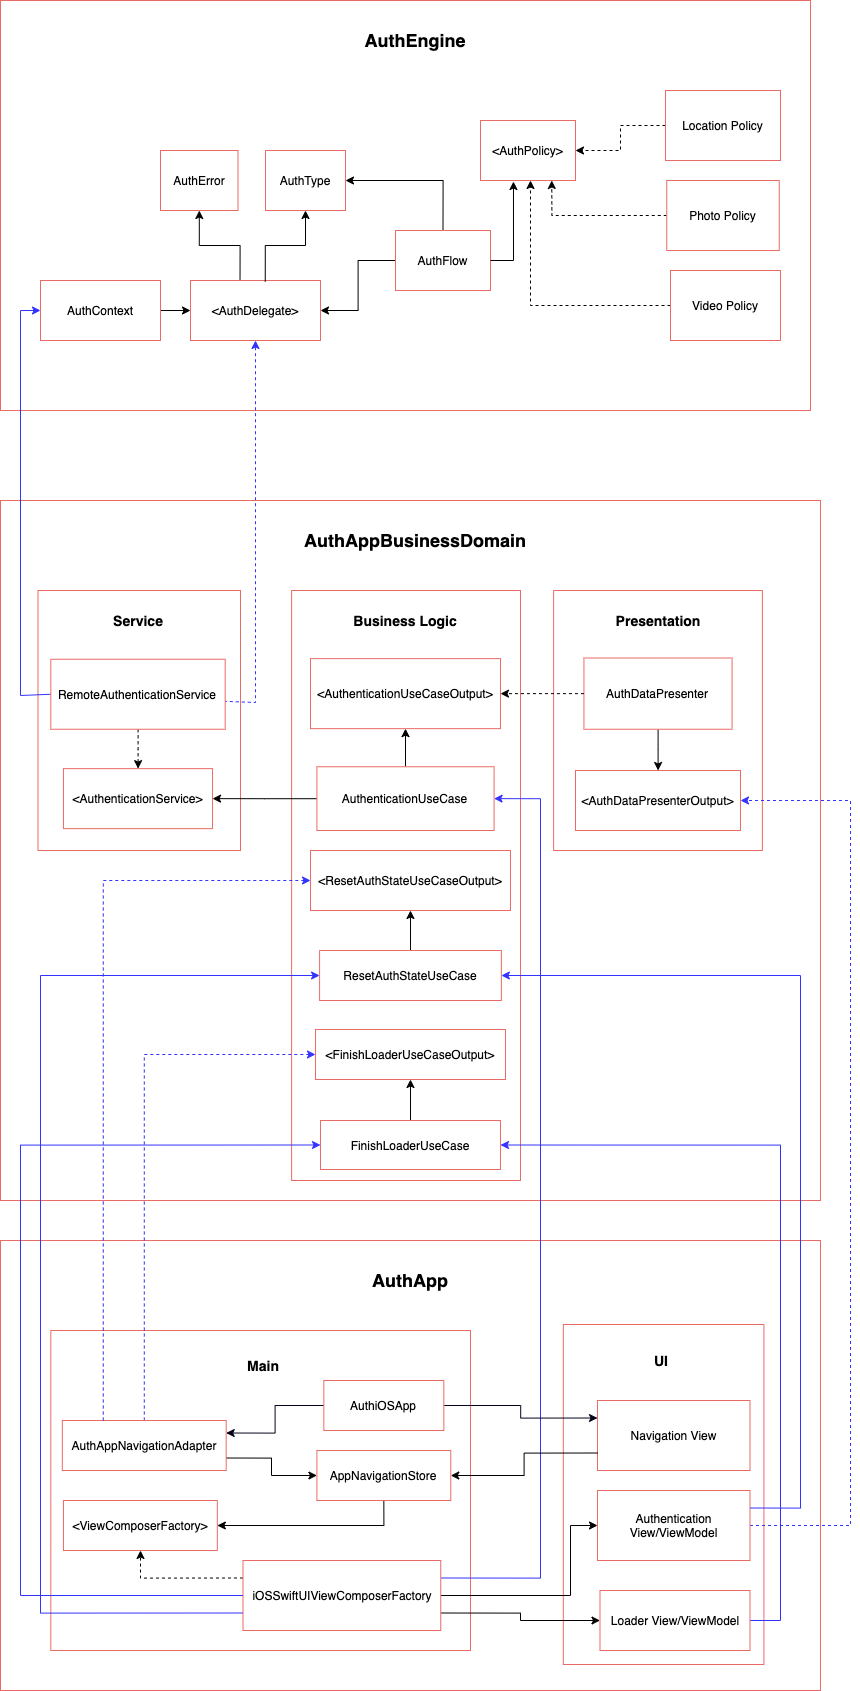 AuthEngine
Location Policy
<AuthPolicy>
AuthError
AuthType
Photo Policy
AuthFlow
AuthContext
<AuthDelegate>
Video Policy
AuthAppBusinessDomain
Service
Business Logic
Presentation
RemoteAuthenticationService
<AuthenticationUseCaseOutput>
AuthDataPresenter
<AuthenticationService>
AuthenticationUseCase
<AuthDataPresenterOutput>
<ResetAuthStateUseCaseOutput>
ResetAuthStateUseCase
<FinishLoaderUseCaseOutput>
FinishLoaderUseCase
AuthApp
Main
UI
AuthiOSApp
AuthAppNavigationAdapter
Navigation View
AppNavigationStore
<ViewComposerFactory>
Authentication
View/ViewModel
iOSSwiftUIViewComposerFactory
Loader View/ViewModel